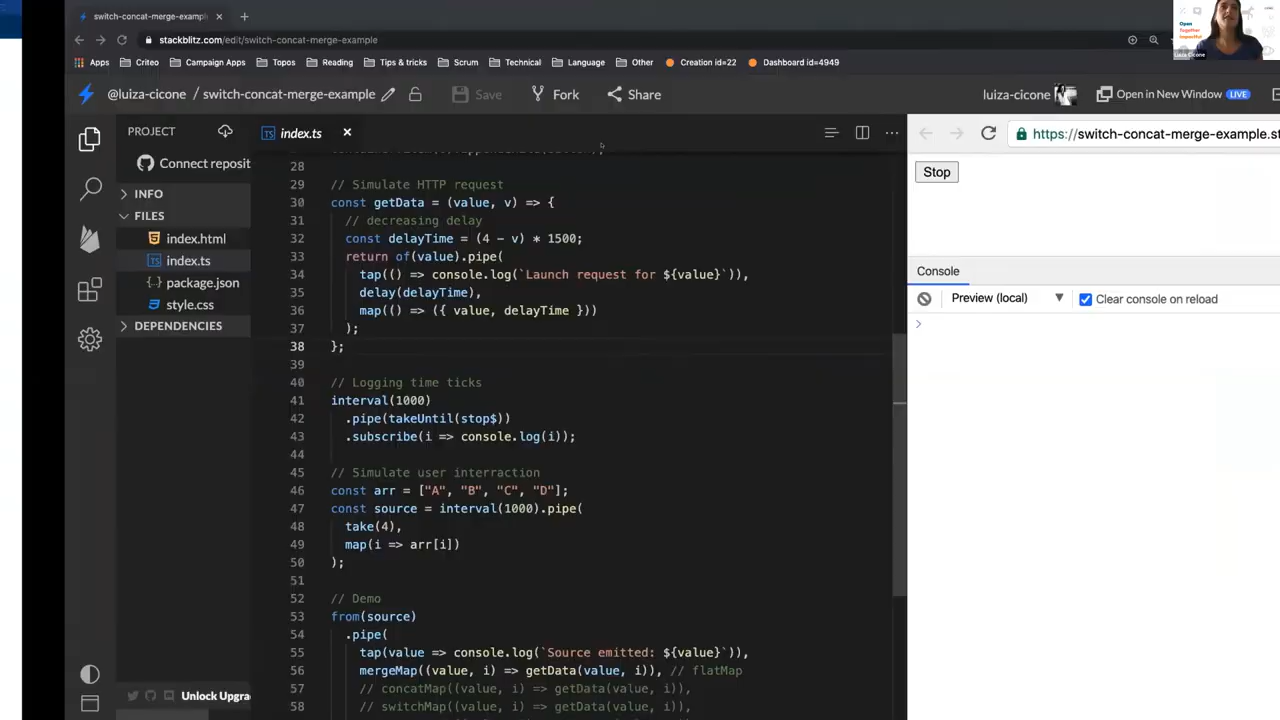 switch-concat-merge-exampl
stackblitz.com/edit/switch-concat-merge-example
Apps Criteo Campaign Apps Topos Reading Tips & tricks Scrum Technical Language Other Creation id=22 Dashboard id=4949
Open
Together
Impactful
Luiza Cicone
@luiza-cicone / switch-concat-merge-example Save Fork Share luiza-cicone Open in New Window LIVE
PROJECT
Connect reposit
INFO
FILES
index.html
index.ts
package.json
style.css
DEPENDENCIES
Unlock Upgra
index.ts
28
29 // Simulate HTTP request
30 const getData = (value, v) => {
31 // decreasing delay
32 const delayTime = (4 - v) * 1500;
33 return of(value).pipe(
34 tap(() => console.log(`Launch request for ${value}`)),
35 delay(delayTime),
36 map(() => ({ value, delayTime }))
37 );
38 };
39
40 // Logging time ticks
41 interval(1000)
42 .pipe(takeUntil(stop$))
43 .subscribe(i => console.log(i));
44
45 // Simulate user interraction
46 const arr = ["A", "B", "C", "D"];
47 const source = interval(1000).pipe(
48 take(4),
49 map(i => arr[i])
50 );
51
52 // Demo
53 from(source)
54 .pipe(
55 tap(value => console.log(`Source emitted: ${value}`)),
56 mergeMap((value, i) => getData(value, i)), // flatMap
57 // concatMap((value, i) => getData(value, i)),
58 // switchMap((value, i) => getData(value, i)),
https://switch-concat-merge-example.st
Stop
Console
Preview (local) Clear console on reload
>